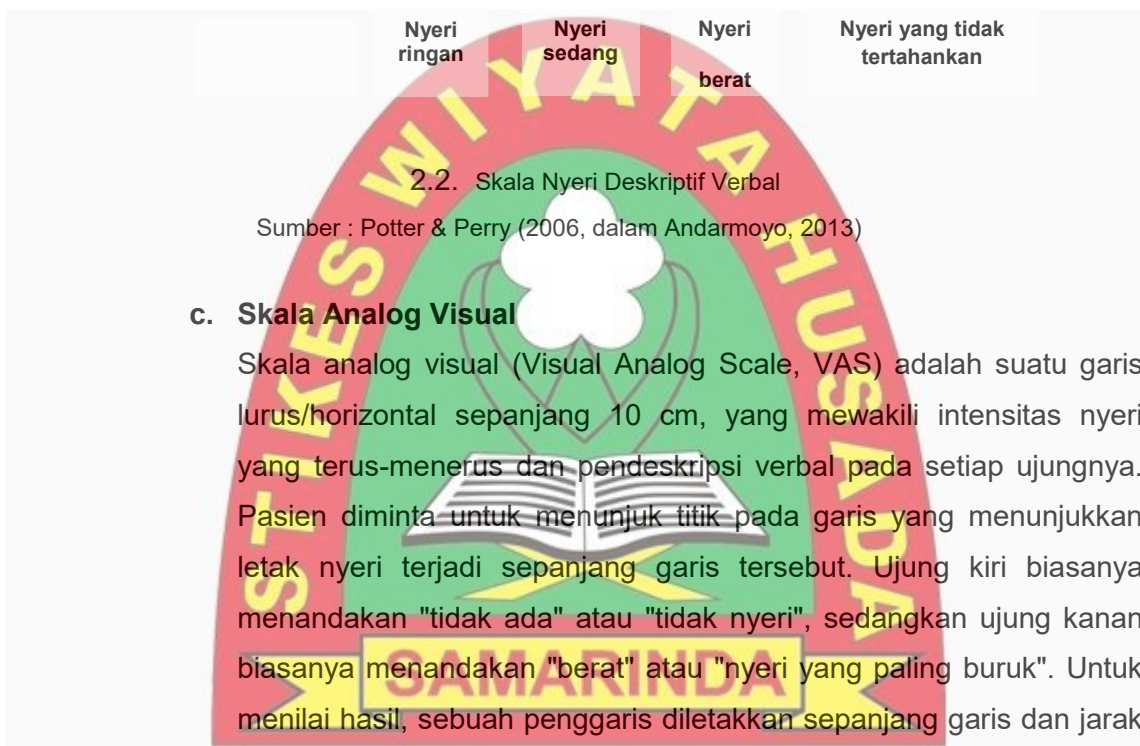 Nyeri ringan
Nyeri sedang
Nyeri berat
Nyeri yang tidak tertahankan
2.2. Skala Nyeri Deskriptif Verbal
Sumber : Potter & Perry (2006, dalam Andarmoyo, 2013)
c. Skala Analog Visual
Skala analog visual (Visual Analog Scale, VAS) adalah suatu garis
lurus/horizontal sepanjang 10 cm, yang mewakili intensitas nyeri
yang terus-menerus dan pendeskripsi verbal pada setiap ujungnya.
Pasien diminta untuk menunjuk titik pada garis yang menunjukkan
letak nyeri terjadi sepanjang garis tersebut. Ujung kiri biasanya
menandakan "tidak ada" atau "tidak nyeri", sedangkan ujung kanan
biasanya menandakan "berat" atau "nyeri yang paling buruk". Untuk
menilai hasil, sebuah penggaris diletakkan sepanjang garis dan jarak
STIKES WIYATA HUSADA
SAMARINDA